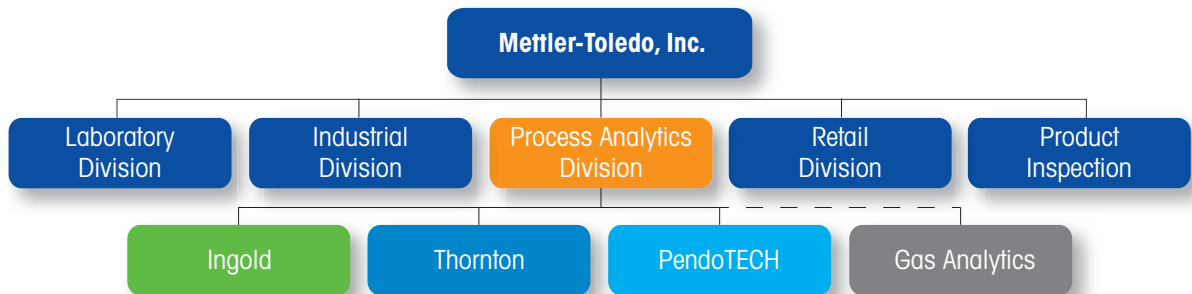 Mettler-Toledo, Inc.
Laboratory
Division
Industrial
Division
Process Analytics
Division
Retail
Division
Product
Inspection
Ingold
Thornton
PendoTECH
Gas Analytics